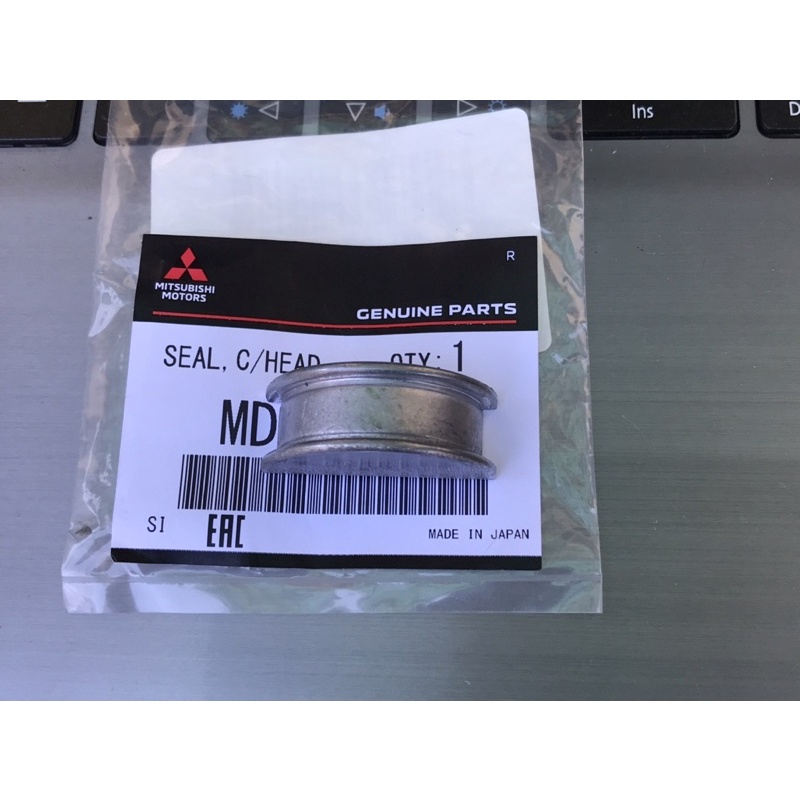 Ins
D
R
MITSUBISHI
MOTORS
GENUINE PARTS
SEAL, C/HEAD QTY: 1
MD
SI EAC
MADE IN JAPAN